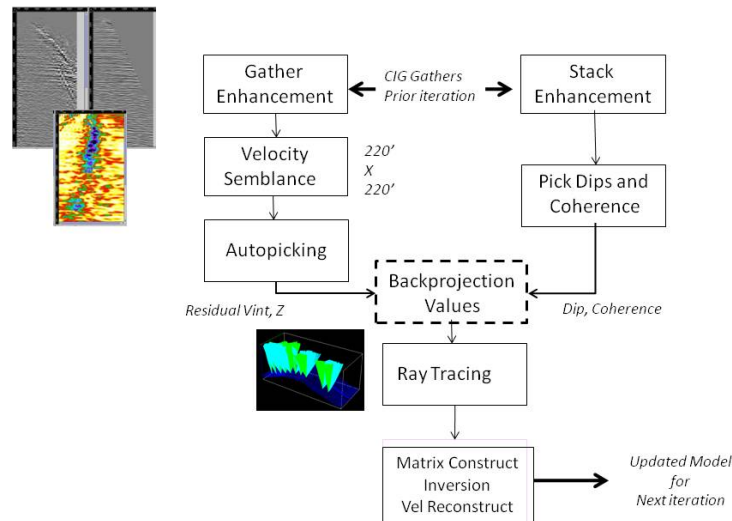 Gather
Enhancement
CIG Gathers
Prior iteration
Stack
Enhancement
Velocity
Semblance
220'
X
220'
Pick Dips and
Coherence
Autopicking
Backprojection
Values
Residual Vint, Z
Dip, Coherence
Ray Tracing
Matrix Construct
Inversion
Vel Reconstruct
Updated Model
for
Next iteration